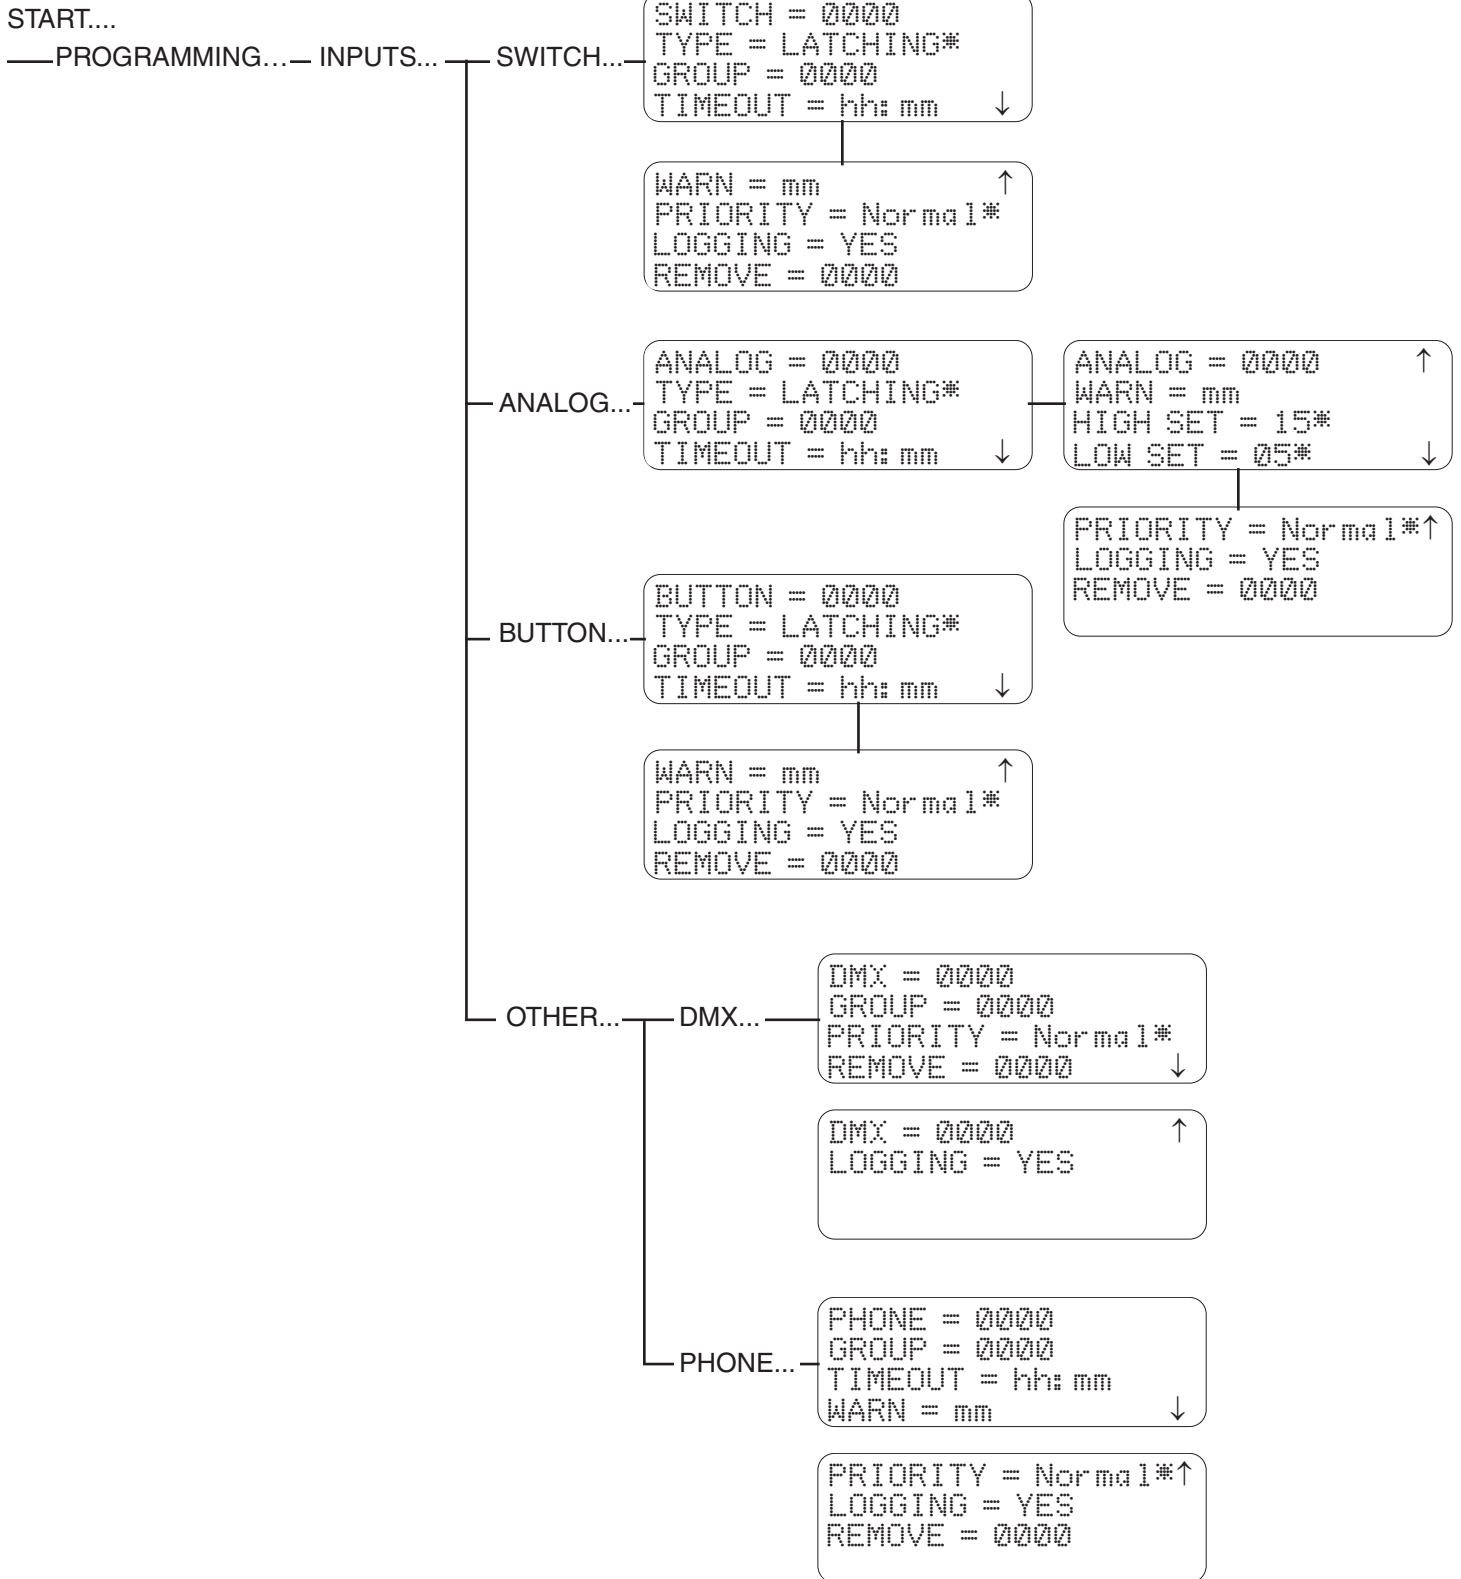 START....
PROGRAMMING... INPUTS... SWITCH...
SWITCH = 0000
TYPE = LATCHING*
GROUP = 0000
TIMEOUT = hh:mm ↓
WARN = mm ↑
PRIORITY = Normal*
LOGGING = YES
REMOVE = 0000
ANALOG...
ANALOG = 0000
TYPE = LATCHING*
GROUP = 0000
TIMEOUT = hh:mm ↓
ANALOG = 0000 ↑
WARN = mm
HIGH SET = 15*
LOW SET = 05* ↓
PRIORITY = Normal*↑
LOGGING = YES
REMOVE = 0000
BUTTON...
BUTTON = 0000
TYPE = LATCHING*
GROUP = 0000
TIMEOUT = hh:mm ↓
WARN = mm ↑
PRIORITY = Normal*
LOGGING = YES
REMOVE = 0000
OTHER... DMX...
DMX = 0000
GROUP = 0000
PRIORITY = Normal*
REMOVE = 0000 ↓
DMX = 0000 ↑
LOGGING = YES
PHONE...
PHONE = 0000
GROUP = 0000
TIMEOUT = hh:mm
WARN = mm ↓
PRIORITY = Normal*↑
LOGGING = YES
REMOVE = 0000